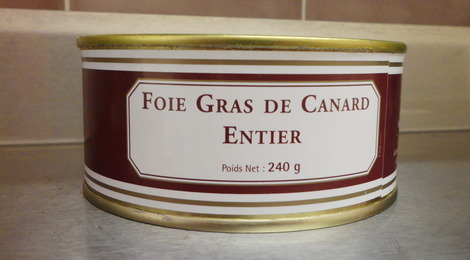 Foie Gras de Canard
Entier
Poids Net : 240 g